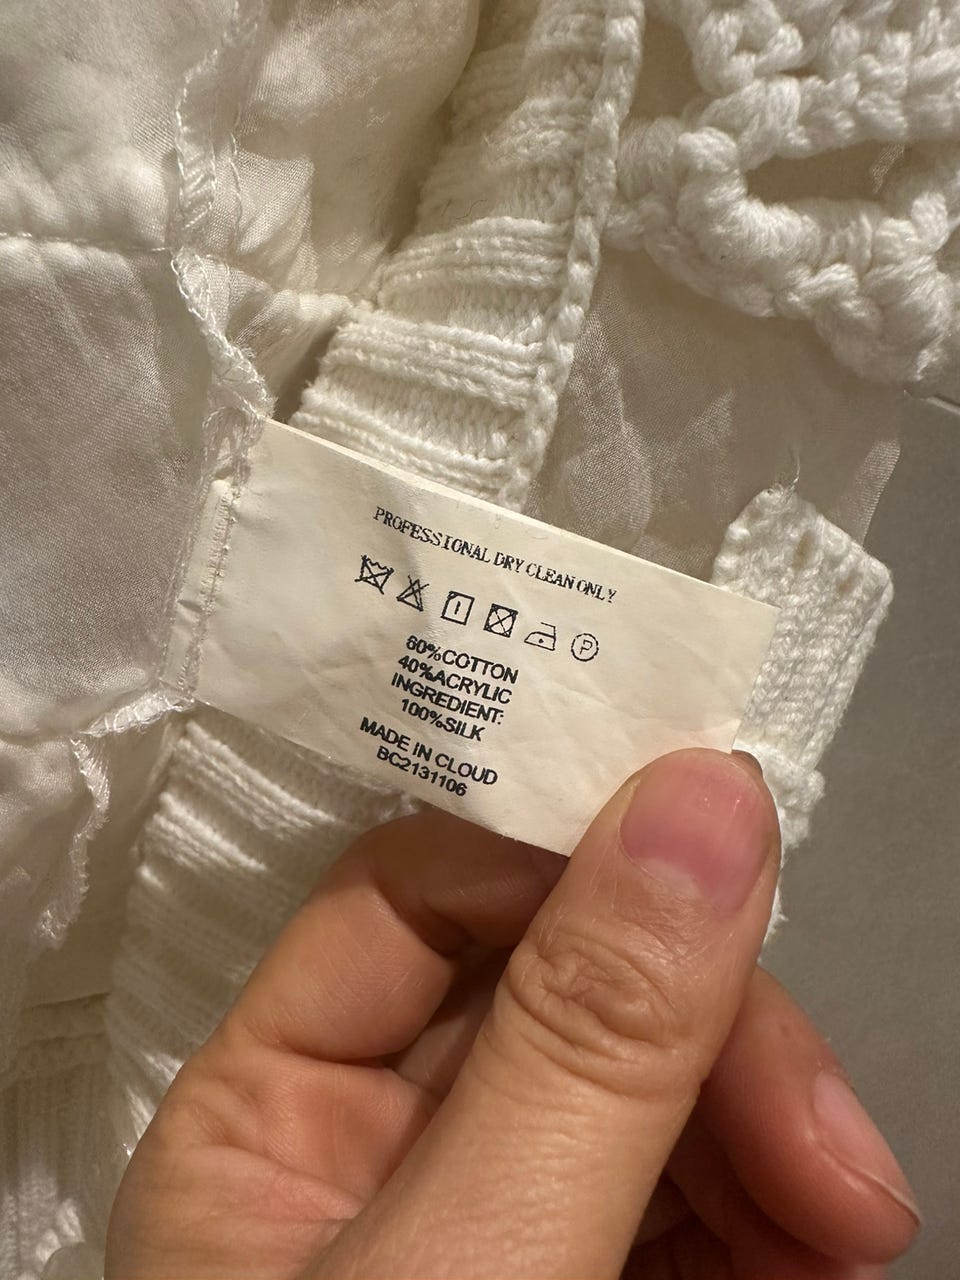 PROFESSIONAL DRY CLEAN ONLY
P
60%COTTON
40%ACRYLIC
INGREDIENT:
100%SILK
MADE IN CLOUD
BC2131106